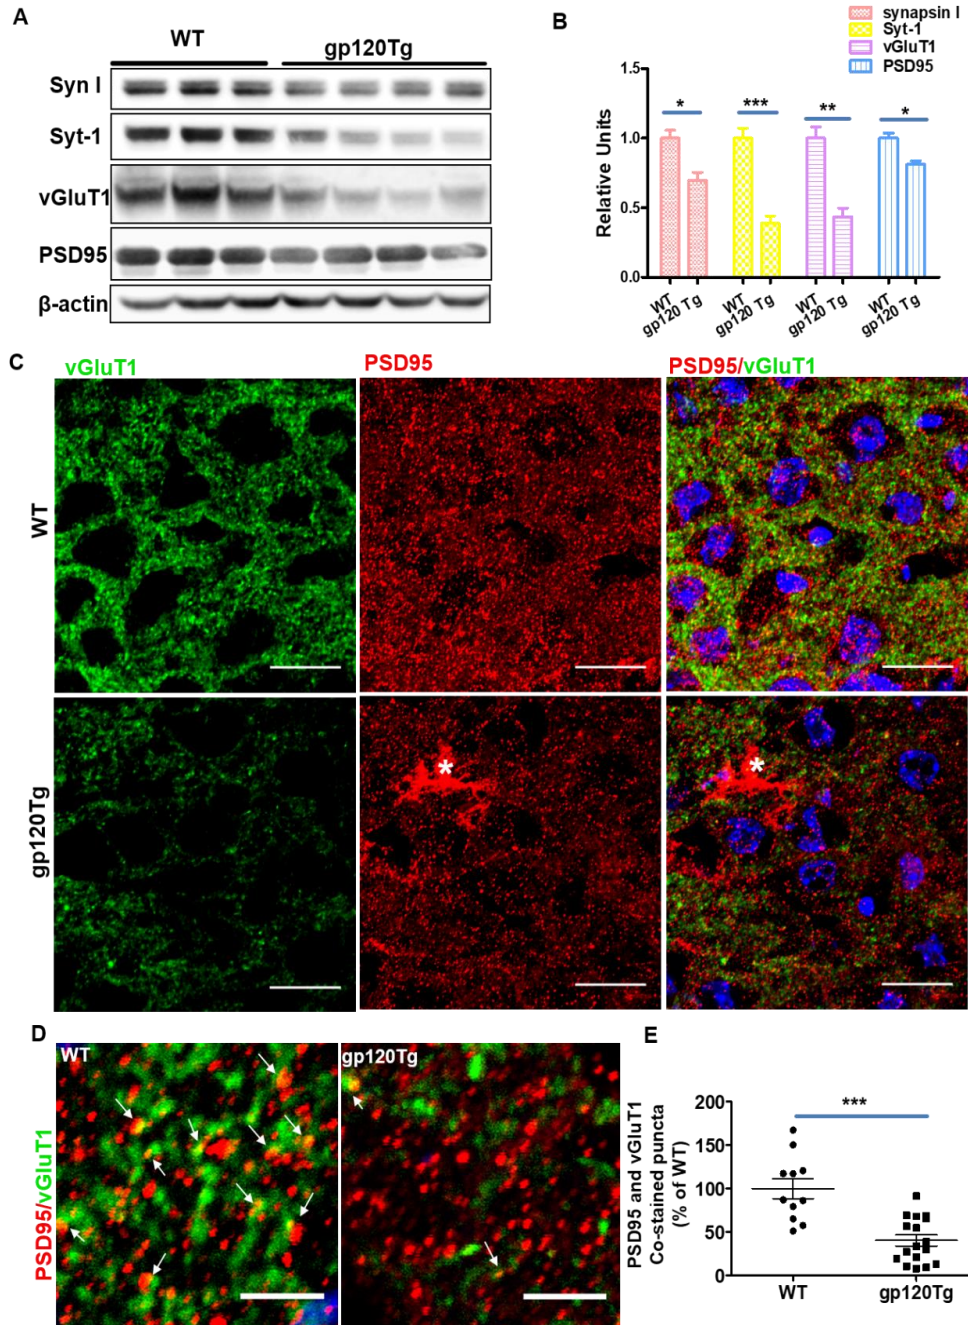 A
WT
gp120Tg
Syn I
Syt-1
vGluT1
PSD95
β-actin
B
synapsin I
Syt-1
vGluT1
PSD95
Relative Units
1.5
1.0
0.5
0.0
*
***
**
*
WT
gp120 Tg
WT
gp120 Tg
WT
gp120 Tg
WT
gp120 Tg
C
vGluT1
PSD95
PSD95/vGluT1
WT
gp120Tg
*
*
D
PSD95/vGluT1
WT
gp120Tg
E
PSD95 and vGluT1
Co-stained puncta
(% of WT)
200
150
100
50
0
***
WT
gp120Tg